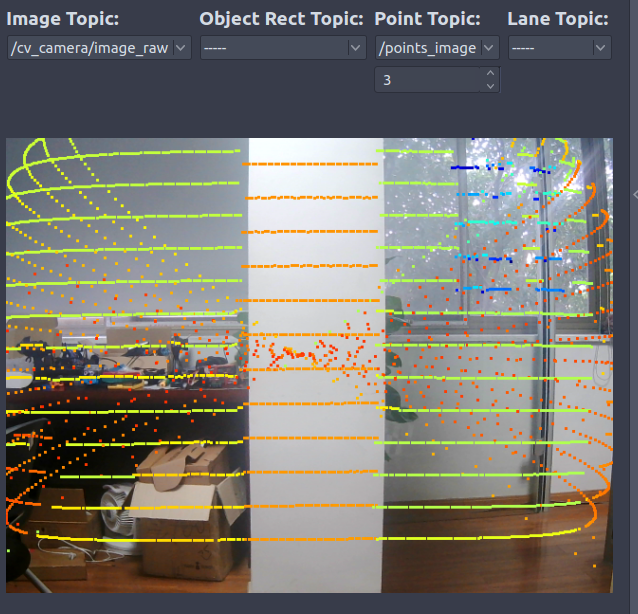 Image Topic:
Object Rect Topic:
Point Topic:
Lane Topic:
/cv_camera/image_raw
-----
/points_image
-----
3